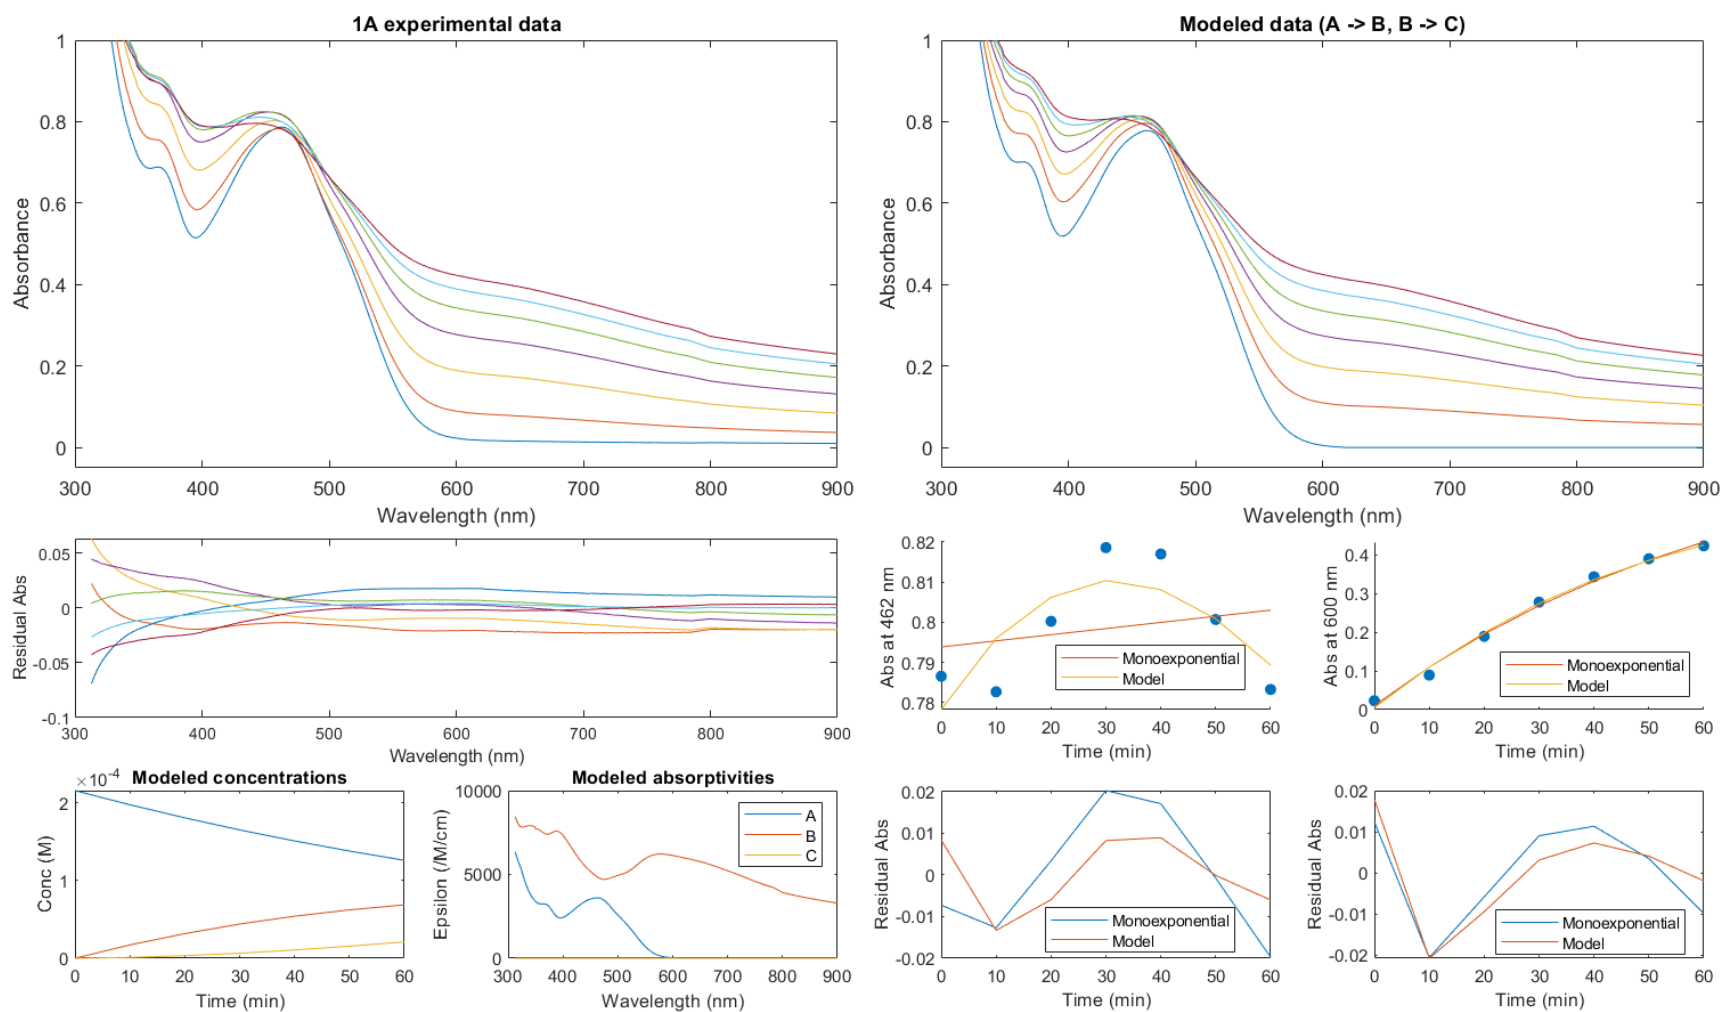 1A experimental data
1
0.8
0.6
0.4
0.2
0
Absorbance
300 400 500 600 700 800 900
Wavelength (nm)
Modeled data (A -> B, B -> C)
1
0.8
0.6
0.4
0.2
0
Absorbance
300 400 500 600 700 800 900
Wavelength (nm)
0.05
0
-0.05
-0.1
Residual Abs
300 400 500 600 700 800 900
Wavelength (nm)
0.82
0.81
0.8
0.79
0.78
Abs at 462 nm
Monoexponential
Model
0 10 20 30 40 50 60
Time (min)
0.4
0.3
0.2
0.1
0
Abs at 600 nm
Monoexponential
Model
0 10 20 30 40 50 60
Time (min)
×10-4
Modeled concentrations
2
1
0
Conc (M)
0 10 20 30 40 50 60
Time (min)
Modeled absorptivities
10000
5000
0
Epsilon (/M/cm)
A
B
C
300 400 500 600 700 800 900
Wavelength (nm)
0.02
0.01
0
-0.01
-0.02
Residual Abs
Monoexponential
Model
0 10 20 30 40 50 60
Time (min)
0.02
0.01
0
-0.01
-0.02
Residual Abs
Monoexponential
Model
0 10 20 30 40 50 60
Time (min)